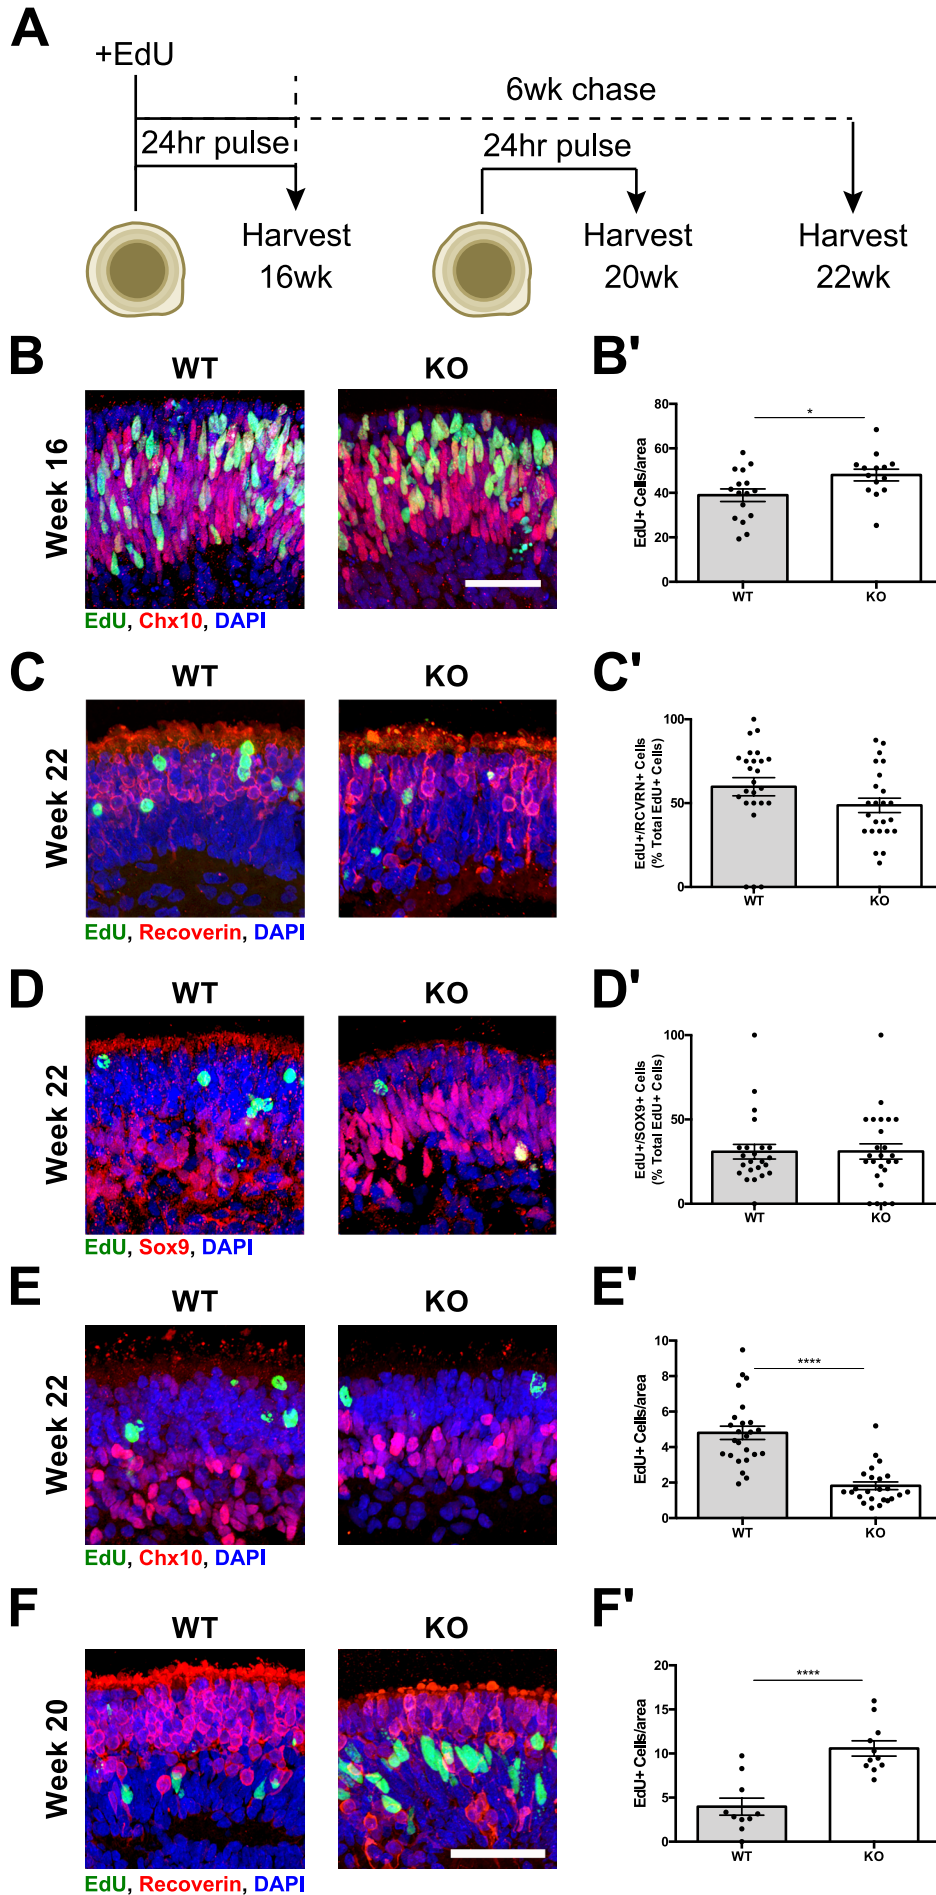 A
+EdU
6wk chase
24hr pulse
24hr pulse
Harvest
16wk
Harvest
20wk
Harvest
22wk
B
WT
KO
B'
Week 16
EdU, Chx10, DAPI
EdU+ Cells/area
80
60
40
20
0
*
WT
KO
C
WT
KO
C'
Week 22
EdU, Recoverin, DAPI
EdU+/RCVRN+ Cells
(% Total EdU+ Cells)
100
50
0
WT
KO
D
WT
KO
D'
Week 22
EdU, Sox9, DAPI
EdU+/SOX9+ Cells
(% Total EdU+ Cells)
100
50
0
WT
KO
E
WT
KO
E'
Week 22
EdU, Chx10, DAPI
EdU+ Cells/area
10
8
6
4
2
0
****
WT
KO
F
WT
KO
F'
Week 20
EdU, Recoverin, DAPI
EdU+ Cells/area
20
15
10
5
0
****
WT
KO